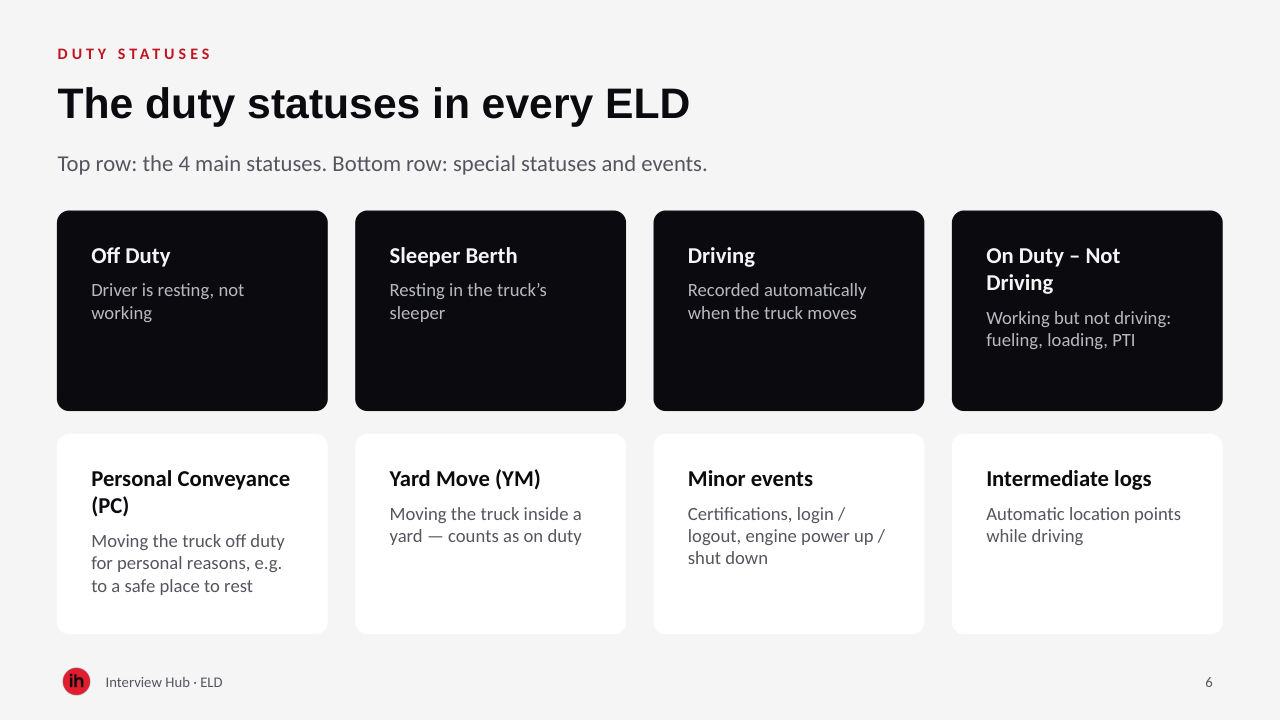 DUTY STATUSES
The duty statuses in every ELD
Top row: the 4 main statuses. Bottom row: special statuses and events.
Off Duty
Driver is resting, not
working
Sleeper Berth
Resting in the truck’s
sleeper
Driving
Recorded automatically
when the truck moves
On Duty – Not
Driving
Working but not driving:
fueling, loading, PTI
Personal Conveyance
(PC)
Moving the truck off duty
for personal reasons, e.g.
to a safe place to rest
Yard Move (YM)
Moving the truck inside a
yard — counts as on duty
Minor events
Certifications, login /
logout, engine power up /
shut down
Intermediate logs
Automatic location points
while driving
ih
Interview Hub · ELD
6